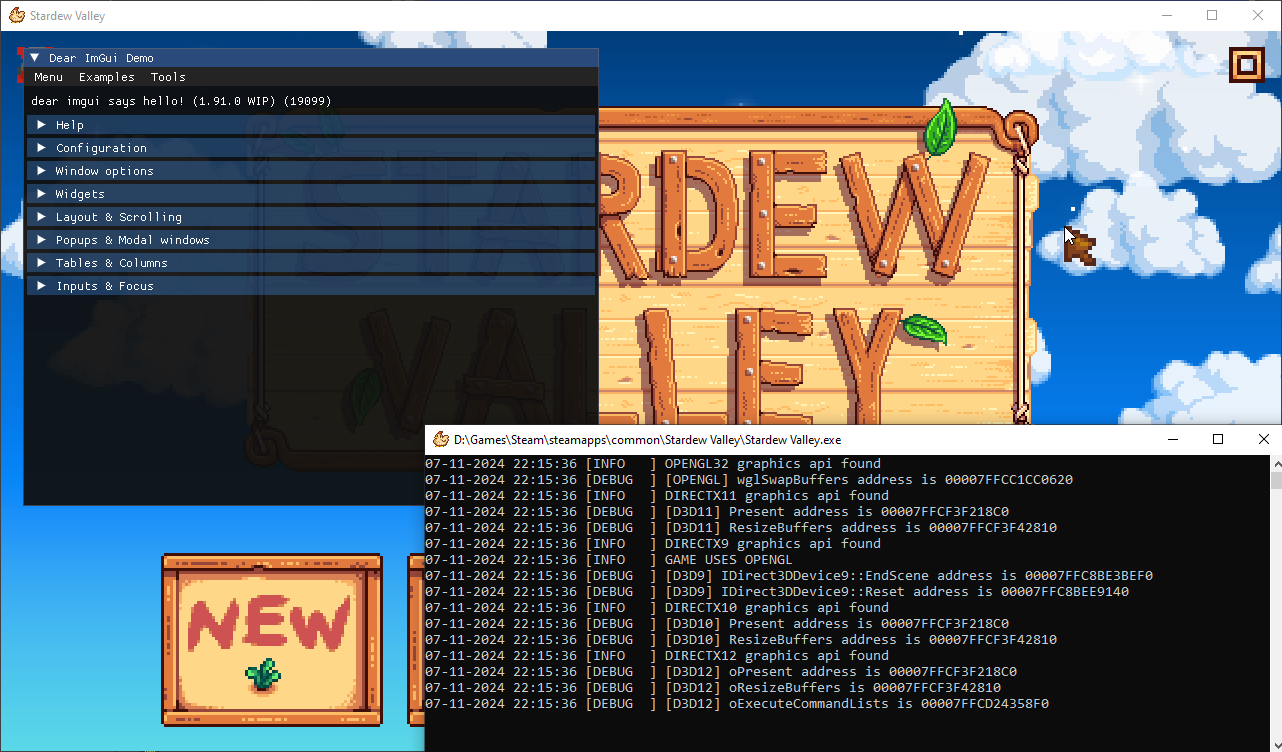 Stardew Valley
Dear ImGui Demo
Menu Examples Tools
dear imgui says hello! (1.91.0 WIP) (19099)
Help
Configuration
Window options
Widgets
Layout & Scrolling
Popups & Modal windows
Tables & Columns
Inputs & Focus
STARDEW
VALLEY
NEW
D:\Games\Steam\steamapps\common\Stardew Valley\Stardew Valley.exe
07-11-2024 22:15:36 [INFO   ] OPENGL32 graphics api found
07-11-2024 22:15:36 [DEBUG  ] [OPENGL] wglSwapBuffers address is 00007FFCC1CC0620
07-11-2024 22:15:36 [INFO   ] DIRECTX11 graphics api found
07-11-2024 22:15:36 [DEBUG  ] [D3D11] Present address is 00007FFCF3F218C0
07-11-2024 22:15:36 [DEBUG  ] [D3D11] ResizeBuffers address is 00007FFCF3F42810
07-11-2024 22:15:36 [INFO   ] DIRECTX9 graphics api found
07-11-2024 22:15:36 [INFO   ] GAME USES OPENGL
07-11-2024 22:15:36 [DEBUG  ] [D3D9] IDirect3DDevice9::EndScene address is 00007FFC8BE3BEF0
07-11-2024 22:15:36 [DEBUG  ] [D3D9] IDirect3DDevice9::Reset address is 00007FFC8BEE9140
07-11-2024 22:15:36 [INFO   ] DIRECTX10 graphics api found
07-11-2024 22:15:36 [DEBUG  ] [D3D10] Present address is 00007FFCF3F218C0
07-11-2024 22:15:36 [DEBUG  ] [D3D10] ResizeBuffers address is 00007FFCF3F42810
07-11-2024 22:15:36 [INFO   ] DIRECTX12 graphics api found
07-11-2024 22:15:36 [DEBUG  ] [D3D12] oPresent address is 00007FFCF3F218C0
07-11-2024 22:15:36 [DEBUG  ] [D3D12] oResizeBuffers is 00007FFCF3F42810
07-11-2024 22:15:36 [DEBUG  ] [D3D12] oExecuteCommandLists is 00007FFCD24358F0